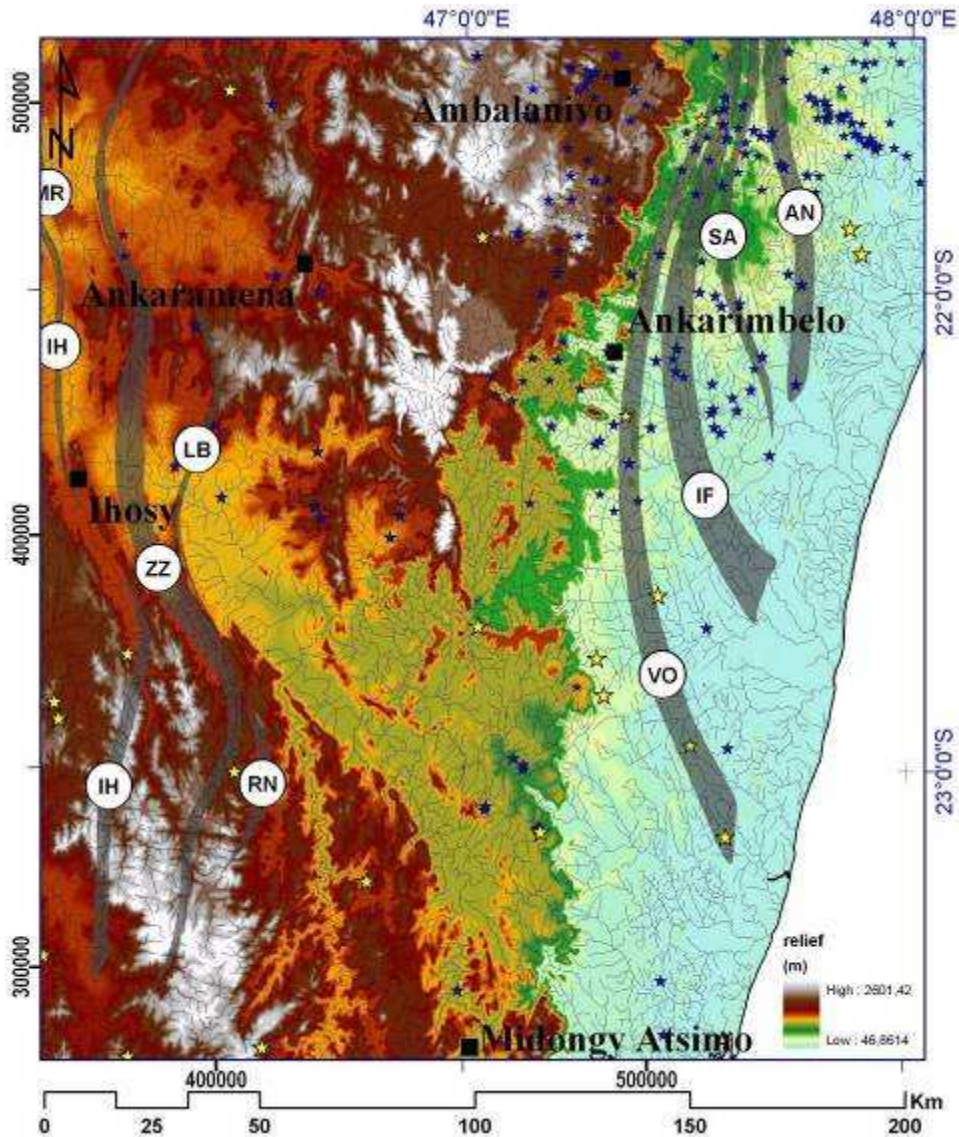 47°0'0"E
48°0'0"E
N
500000
Ambalanivo
MR
SA
AN
Ankaramena
22°0'0"S
Ankarimbelo
IH
LB
Ihosy
IF
400000
ZZ
VO
IH
RN
23°0'0"S
relief
(m)
High : 2601,42
Low : 46,8614
300000
Midongy Atsimo
400000
500000
Km
0
25
50
100
150
200